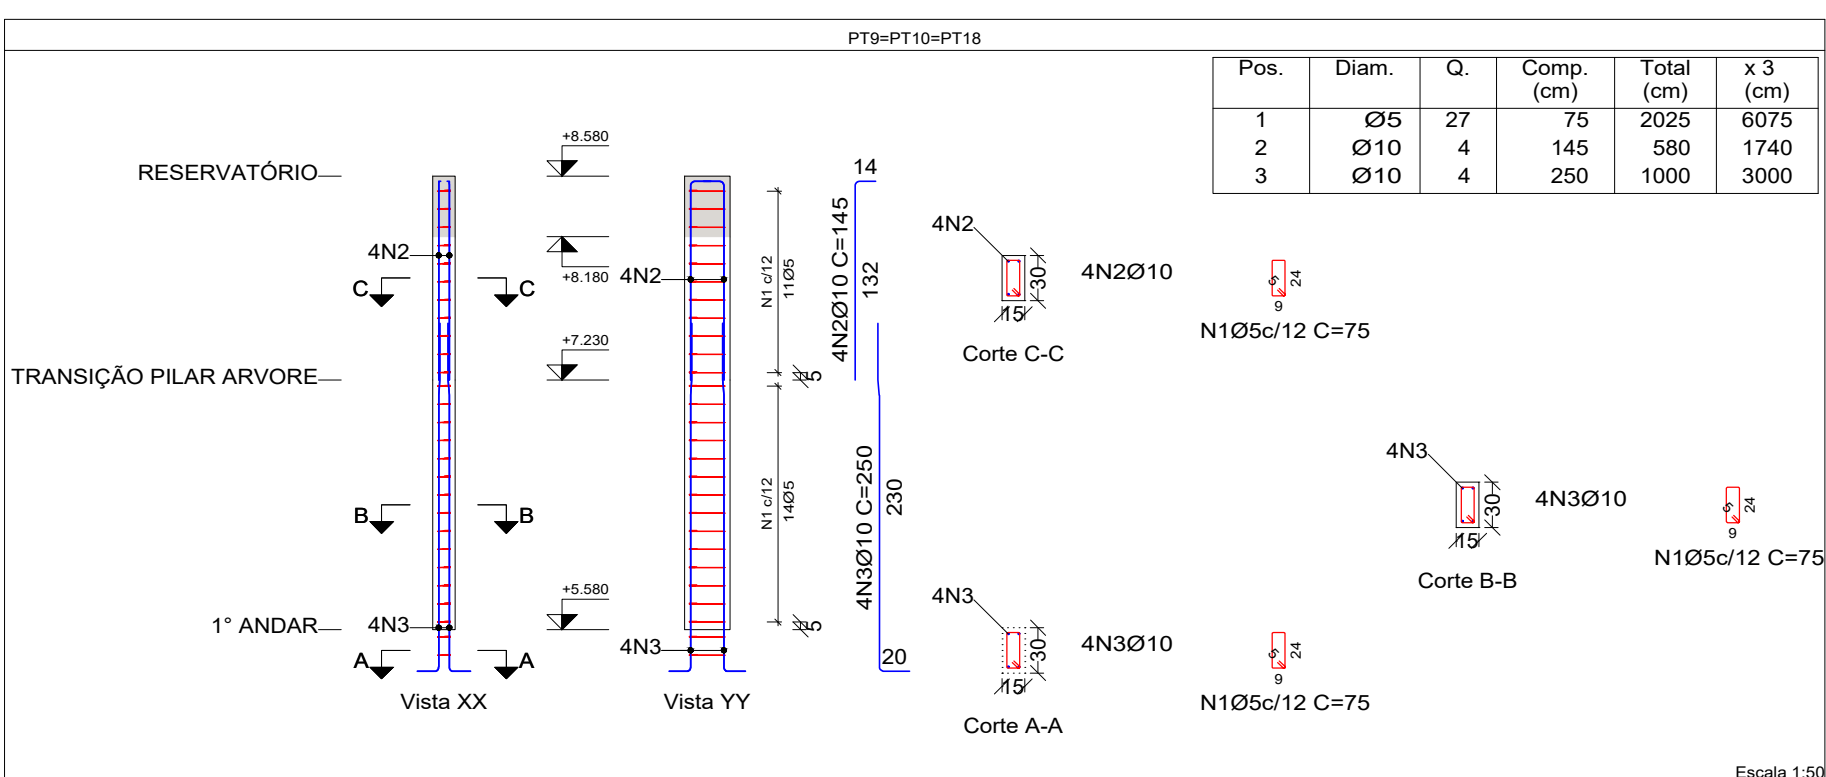 PT9=PT10=PT18
Pos. Diam. Q. Comp. (cm) Total (cm) x 3 (cm)
1 Ø5 27 75 2025 6075
2 Ø10 4 145 580 1740
3 Ø10 4 250 1000 3000
RESERVATÓRIO
+8.580
+8.180
4N2
4N2
C C
TRANSIÇÃO PILAR ARVORE
+7.230
B B
1° ANDAR
+5.580
4N3
4N3
A A
Vista XX
Vista YY
N1 c/12
11Ø5
5
N1 c/12
14Ø5
5
14
4N2Ø10 C=145
132
4N3Ø10 C=250
230
20
4N2
30
15
4N2Ø10
Corte C-C
5
24
9
N1Ø5c/12 C=75
4N3
30
15
4N3Ø10
Corte B-B
5
24
9
N1Ø5c/12 C=75
4N3
30
15
4N3Ø10
Corte A-A
5
24
9
N1Ø5c/12 C=75
Escala 1:50